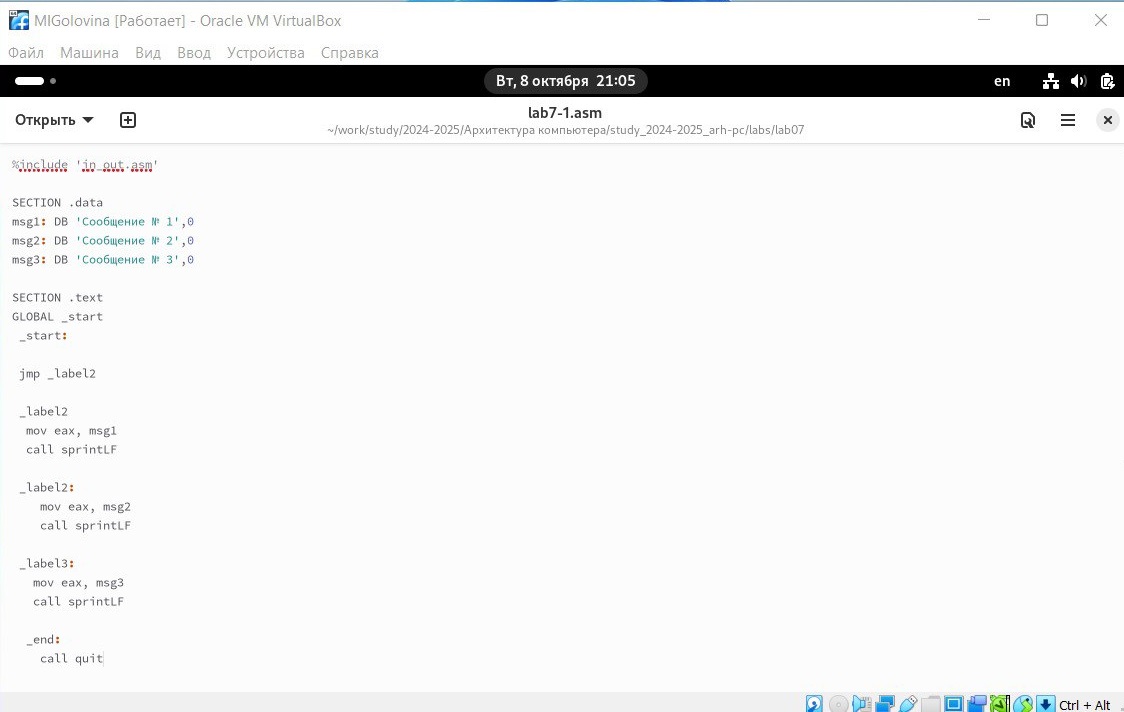 MIGolovina [Работает] - Oracle VM VirtualBox
Файл Машина Вид Ввод Устройства Справка
Вт, 8 октября 21:05
en
Открыть
lab7-1.asm
~/work/study/2024-2025/Архитектура компьютера/study_2024-2025_arh-pc/labs/lab07
%include 'in_out.asm'
SECTION .data
msg1: DB 'Сообщение № 1',0
msg2: DB 'Сообщение № 2',0
msg3: DB 'Сообщение № 3',0
SECTION .text
GLOBAL _start
_start:
jmp _label2
_label2
mov eax, msg1
call sprintLF
_label2:
mov eax, msg2
call sprintLF
_label3:
mov eax, msg3
call sprintLF
_end:
call quit
Ctrl + Alt